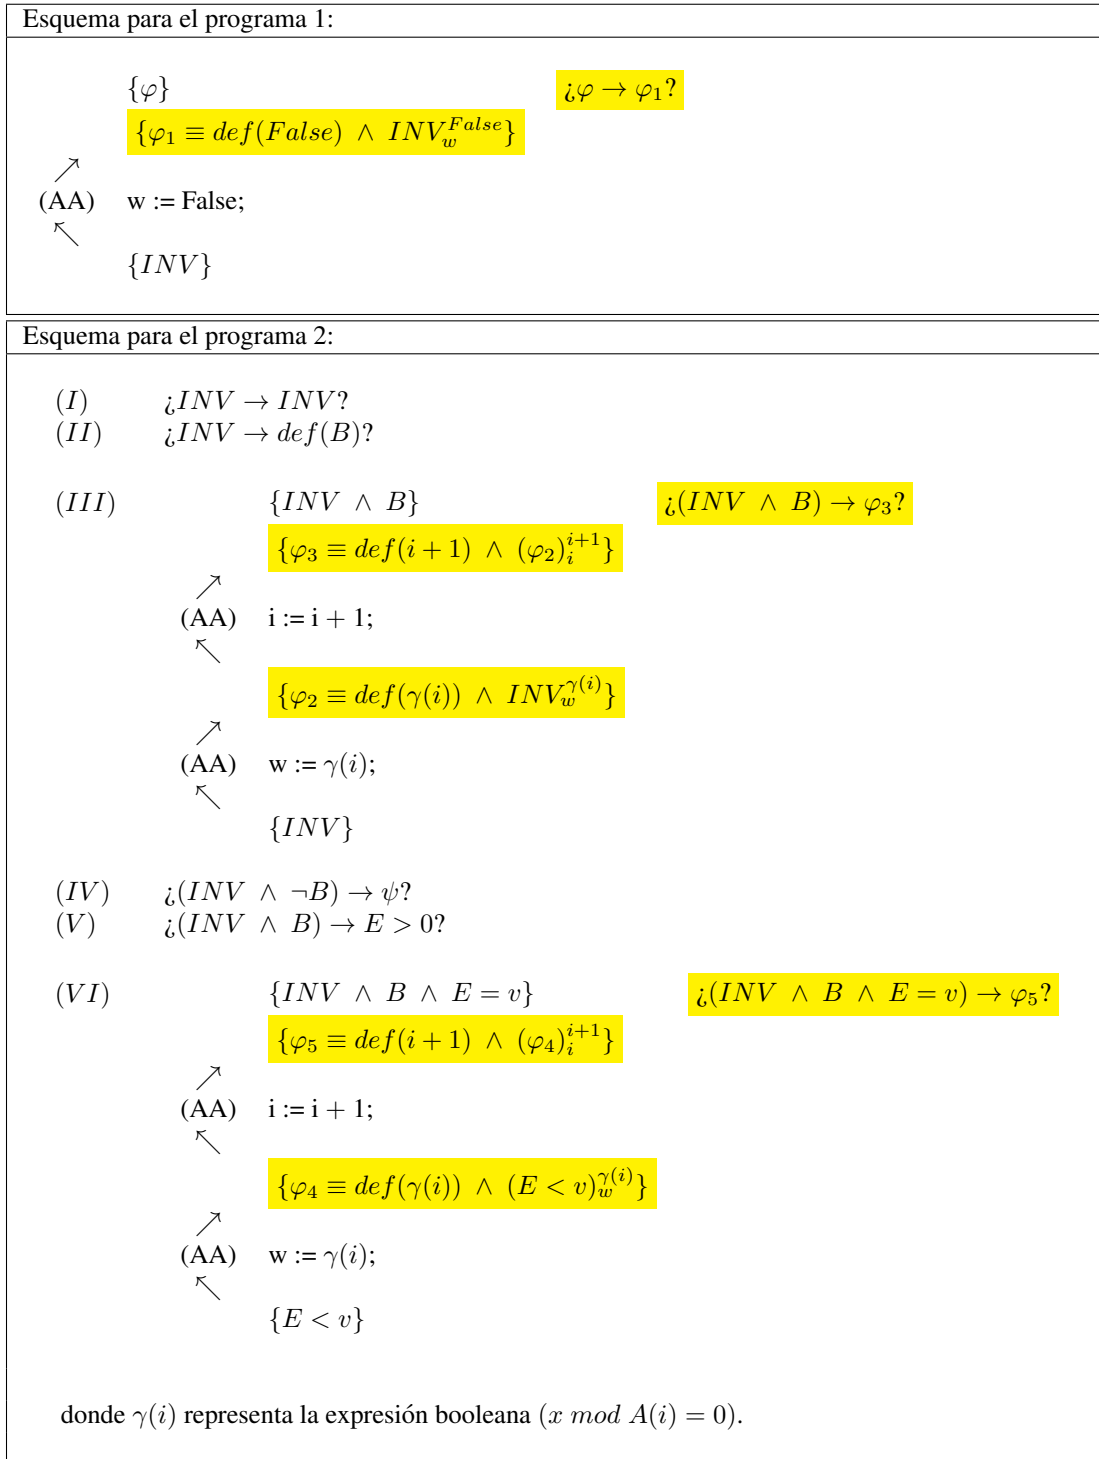 Esquema para el programa 1:
{φ} ¿φ → φ₁?
{φ₁ ≡ def(False) ∧ INV_w^{False}}
↗
(AA) w := False;
↖
{INV}
Esquema para el programa 2:
(I) ¿INV → INV?
(II) ¿INV → def(B)?
(III) {INV ∧ B} ¿(INV ∧ B) → φ₃?
{φ₃ ≡ def(i + 1) ∧ (φ₂)_i^{i+1}}
↗
(AA) i := i + 1;
↖
{φ₂ ≡ def(γ(i)) ∧ INV_w^{γ(i)}}
↗
(AA) w := γ(i);
↖
{INV}
(IV) ¿(INV ∧ ¬B) → ψ?
(V) ¿(INV ∧ B) → E > 0?
(VI) {INV ∧ B ∧ E = v} ¿(INV ∧ B ∧ E = v) → φ₅?
{φ₅ ≡ def(i + 1) ∧ (φ₄)_i^{i+1}}
↗
(AA) i := i + 1;
↖
{φ₄ ≡ def(γ(i)) ∧ (E < v)_w^{γ(i)}}
↗
(AA) w := γ(i);
↖
{E < v}
donde γ(i) representa la expresión booleana (x mod A(i) = 0).